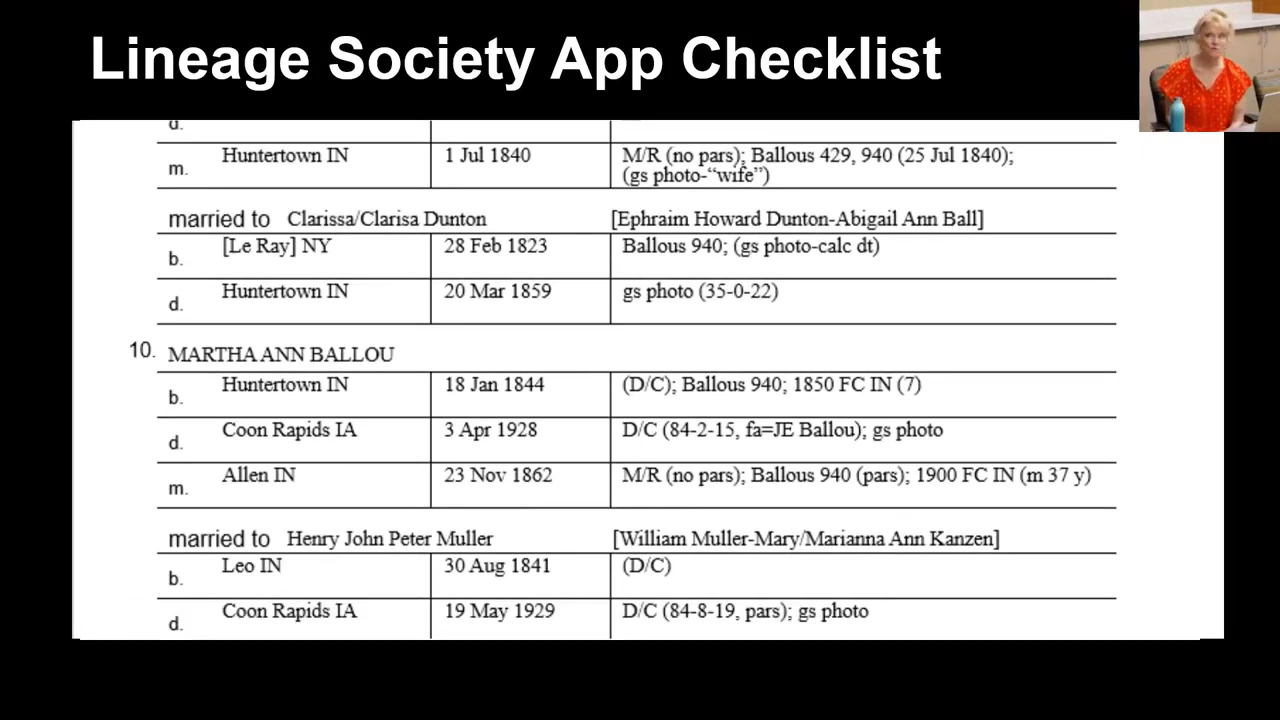 Lineage Society App Checklist
d.
m. Huntertown IN 1 Jul 1840 M/R (no pars); Ballous 429, 940 (25 Jul 1840);
(gs photo-“wife”)
married to Clarissa/Clarisa Dunton [Ephraim Howard Dunton-Abigail Ann Ball]
b. [Le Ray] NY 28 Feb 1823 Ballous 940; (gs photo-calc dt)
d. Huntertown IN 20 Mar 1859 gs photo (35-0-22)
10. MARTHA ANN BALLOU
b. Huntertown IN 18 Jan 1844 (D/C); Ballous 940; 1850 FC IN (7)
d. Coon Rapids IA 3 Apr 1928 D/C (84-2-15, fa=JE Ballou); gs photo
m. Allen IN 23 Nov 1862 M/R (no pars); Ballous 940 (pars); 1900 FC IN (m 37 y)
married to Henry John Peter Muller [William Muller-Mary/Marianna Ann Kanzen]
b. Leo IN 30 Aug 1841 (D/C)
d. Coon Rapids IA 19 May 1929 D/C (84-8-19, pars); gs photo